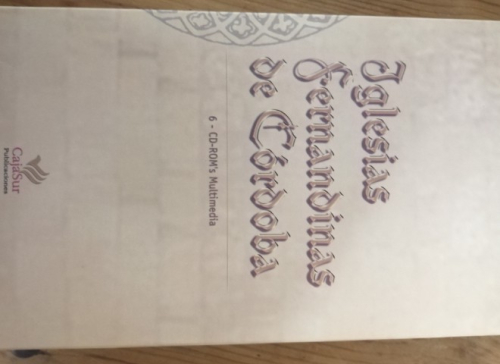 Iglesias
Fernandinas
de Córdoba
6 - CD-ROM's Multimedia
CajaSur
Publicaciones